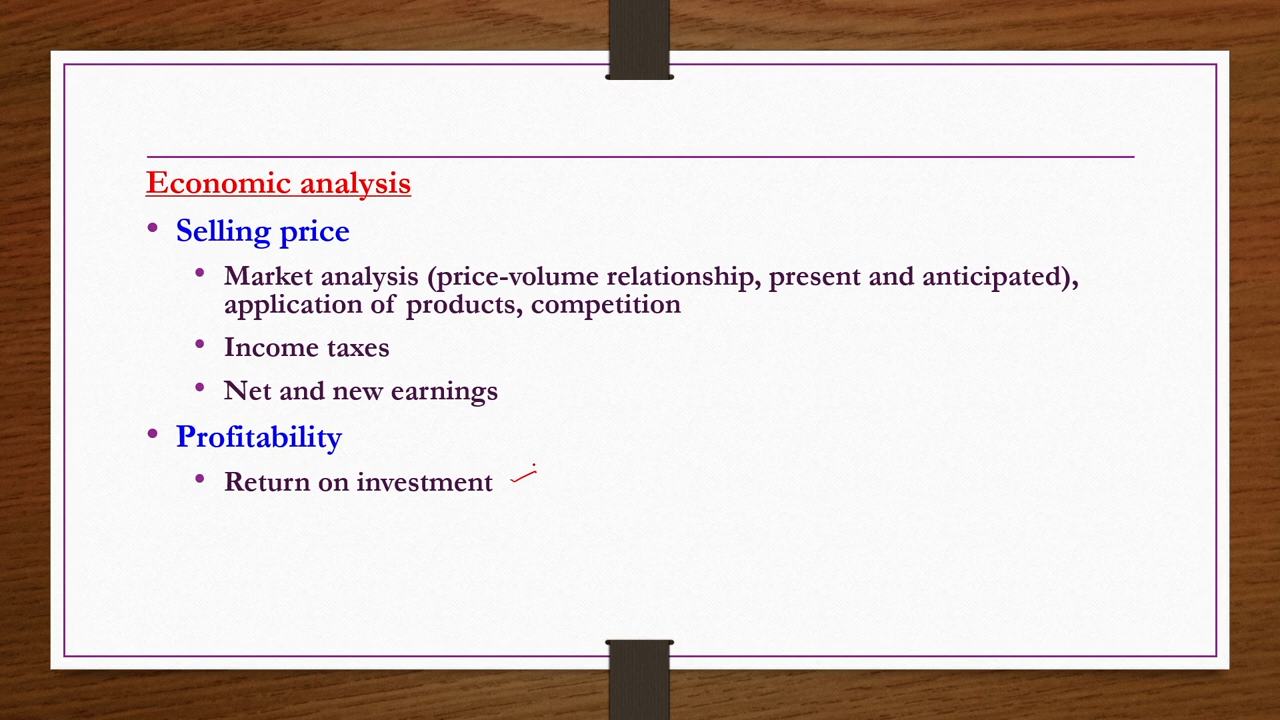 Economic analysis
• Selling price
• Market analysis (price-volume relationship, present and anticipated),
application of products, competition
• Income taxes
• Net and new earnings
• Profitability
• Return on investment